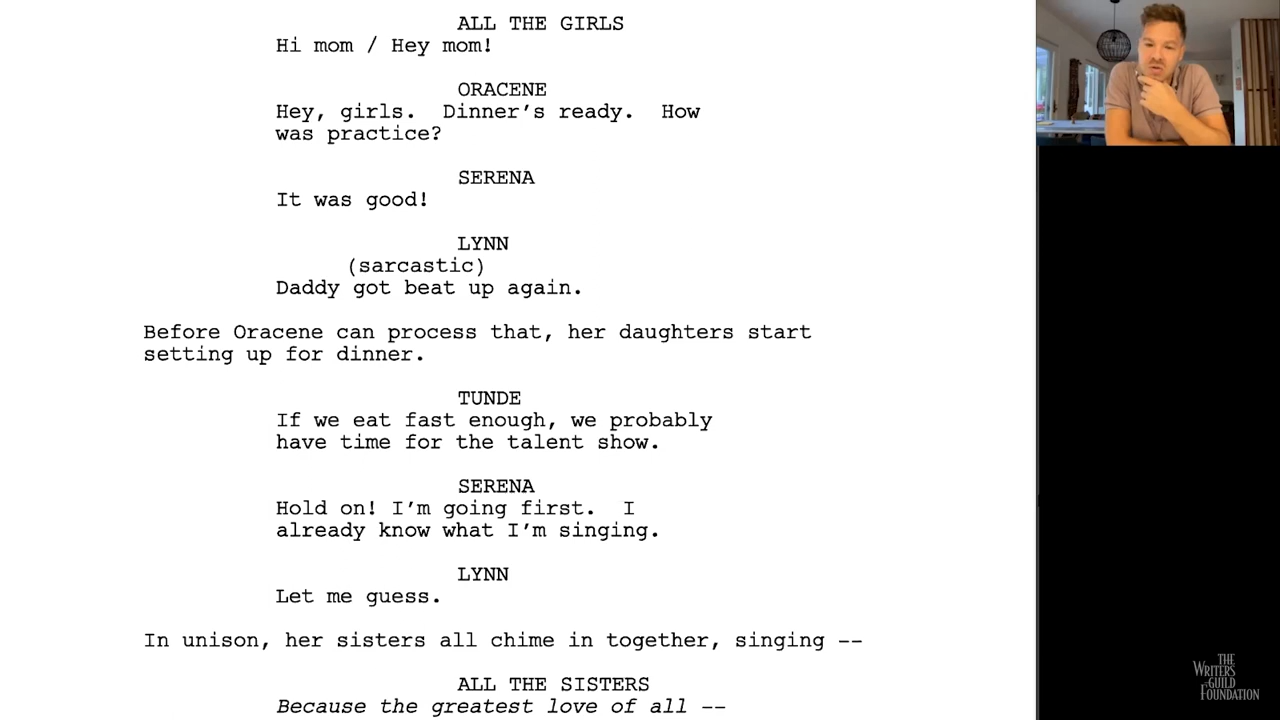 ALL THE GIRLS
Hi mom / Hey mom!
ORACENE
Hey, girls.  Dinner's ready.  How
was practice?
SERENA
It was good!
LYNN
(sarcastic)
Daddy got beat up again.
Before Oracene can process that, her daughters start
setting up for dinner.
TUNDE
If we eat fast enough, we probably
have time for the talent show.
SERENA
Hold on! I'm going first.  I
already know what I'm singing.
LYNN
Let me guess.
In unison, her sisters all chime in together, singing --
ALL THE SISTERS
Because the greatest love of all --
THE
WRITERS
GUILD
FOUNDATION